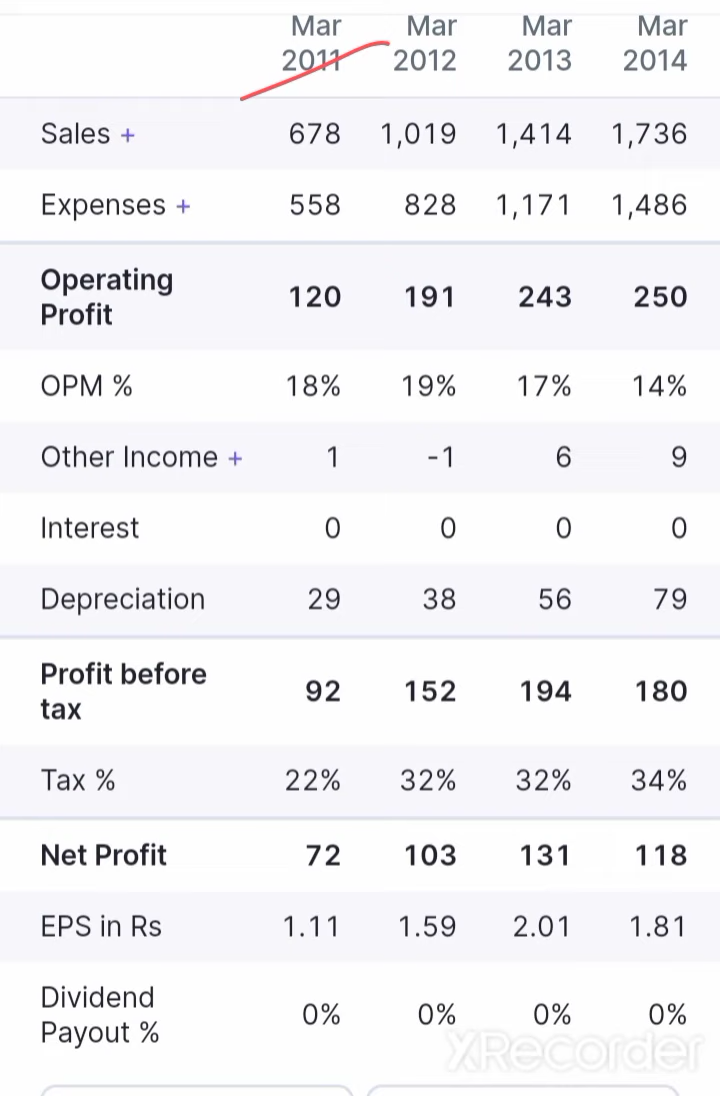 Mar Mar Mar Mar
2011 2012 2013 2014
Sales + 678 1,019 1,414 1,736
Expenses + 558 828 1,171 1,486
Operating
Profit 120 191 243 250
OPM % 18% 19% 17% 14%
Other Income + 1 -1 6 9
Interest 0 0 0 0
Depreciation 29 38 56 79
Profit before
tax 92 152 194 180
Tax % 22% 32% 32% 34%
Net Profit 72 103 131 118
EPS in Rs 1.11 1.59 2.01 1.81
Dividend
Payout % 0% 0% 0% 0%
XRecorder